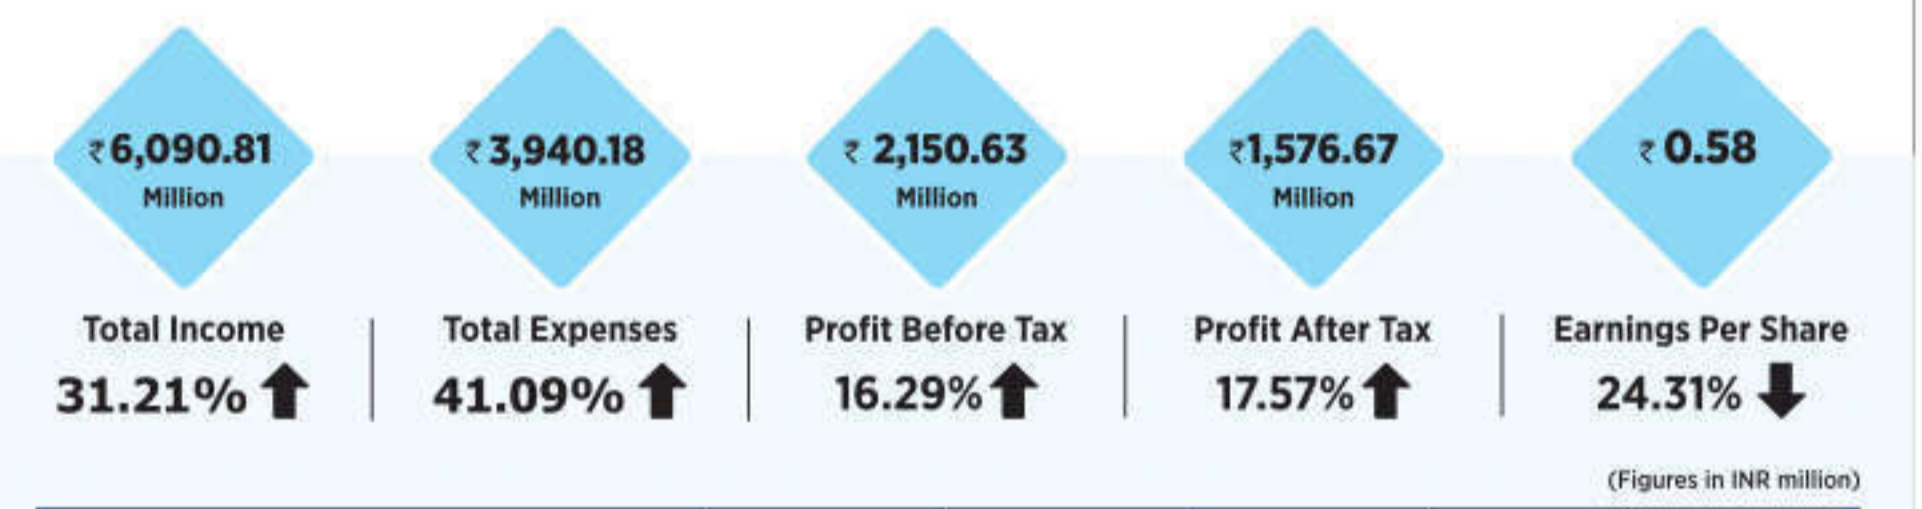 ₹6,090.81
Million
₹ 3,940.18
Million
₹ 2,150.63
Million
₹1,576.67
Million
₹ 0.58
Total Income
31.21%
Total Expenses
41.09%
Profit Before Tax
16.29%
Profit After Tax
17.57%
Earnings Per Share
24.31%
(Figures in INR million)